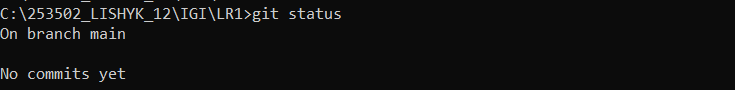 C:\253502_LISHYK_12\IGI\LR1>git status
On branch main
No commits yet